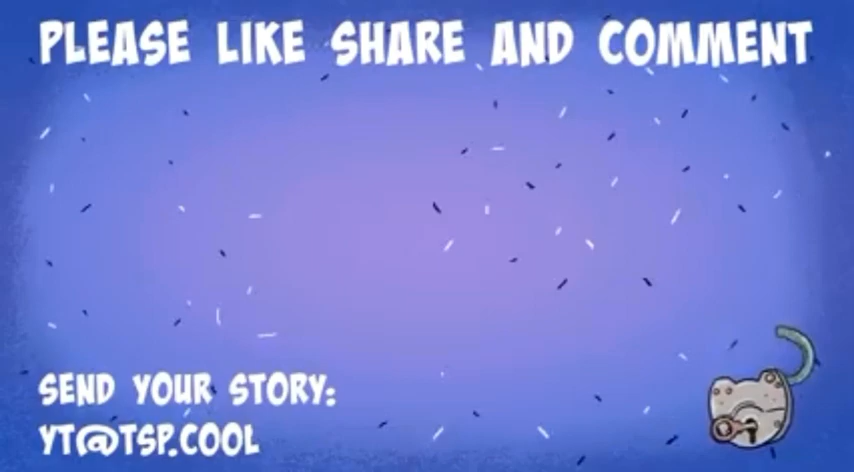 PLEASE LIKE SHARE AND COMMENT
SEND YOUR STORY:
YT@TSP.COOL